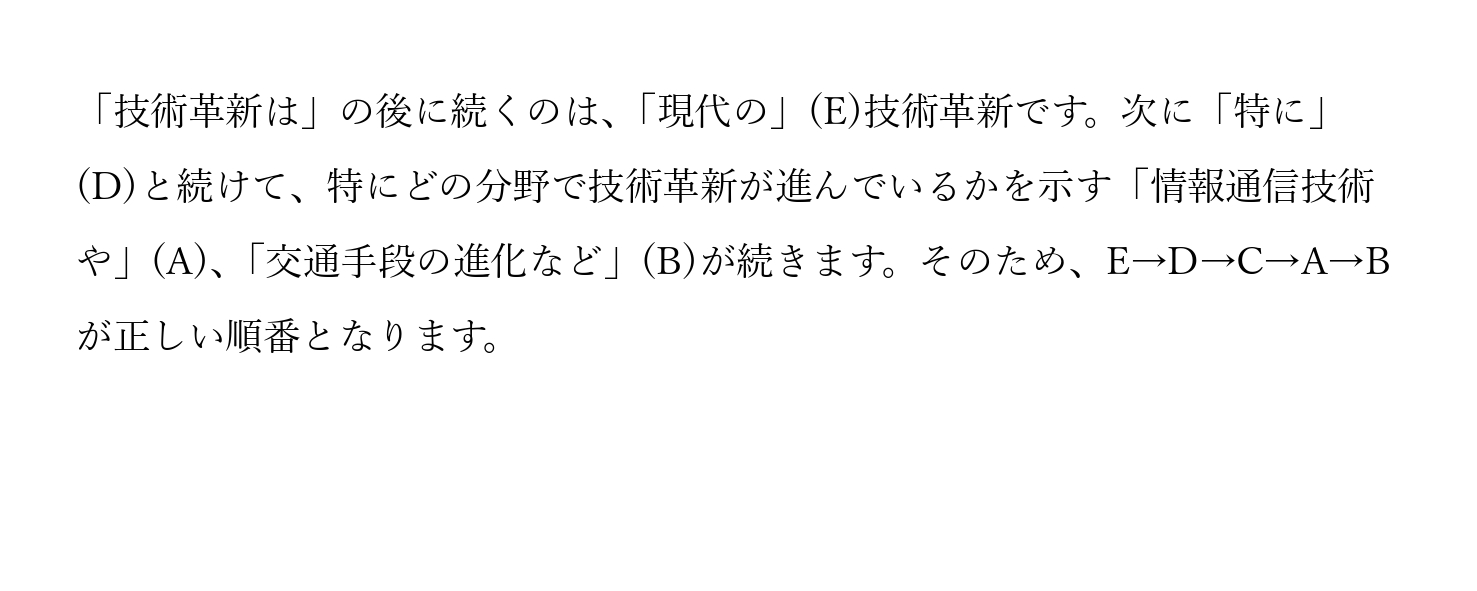 「技術革新は」の後に続くのは、「現代の」(E)技術革新です。次に「特に」
(D)と続けて、特にどの分野で技術革新が進んでいるかを示す「情報通信技術
や」(A)、「交通手段の進化など」(B)が続きます。そのため、E→D→C→A→B
が正しい順番となります。